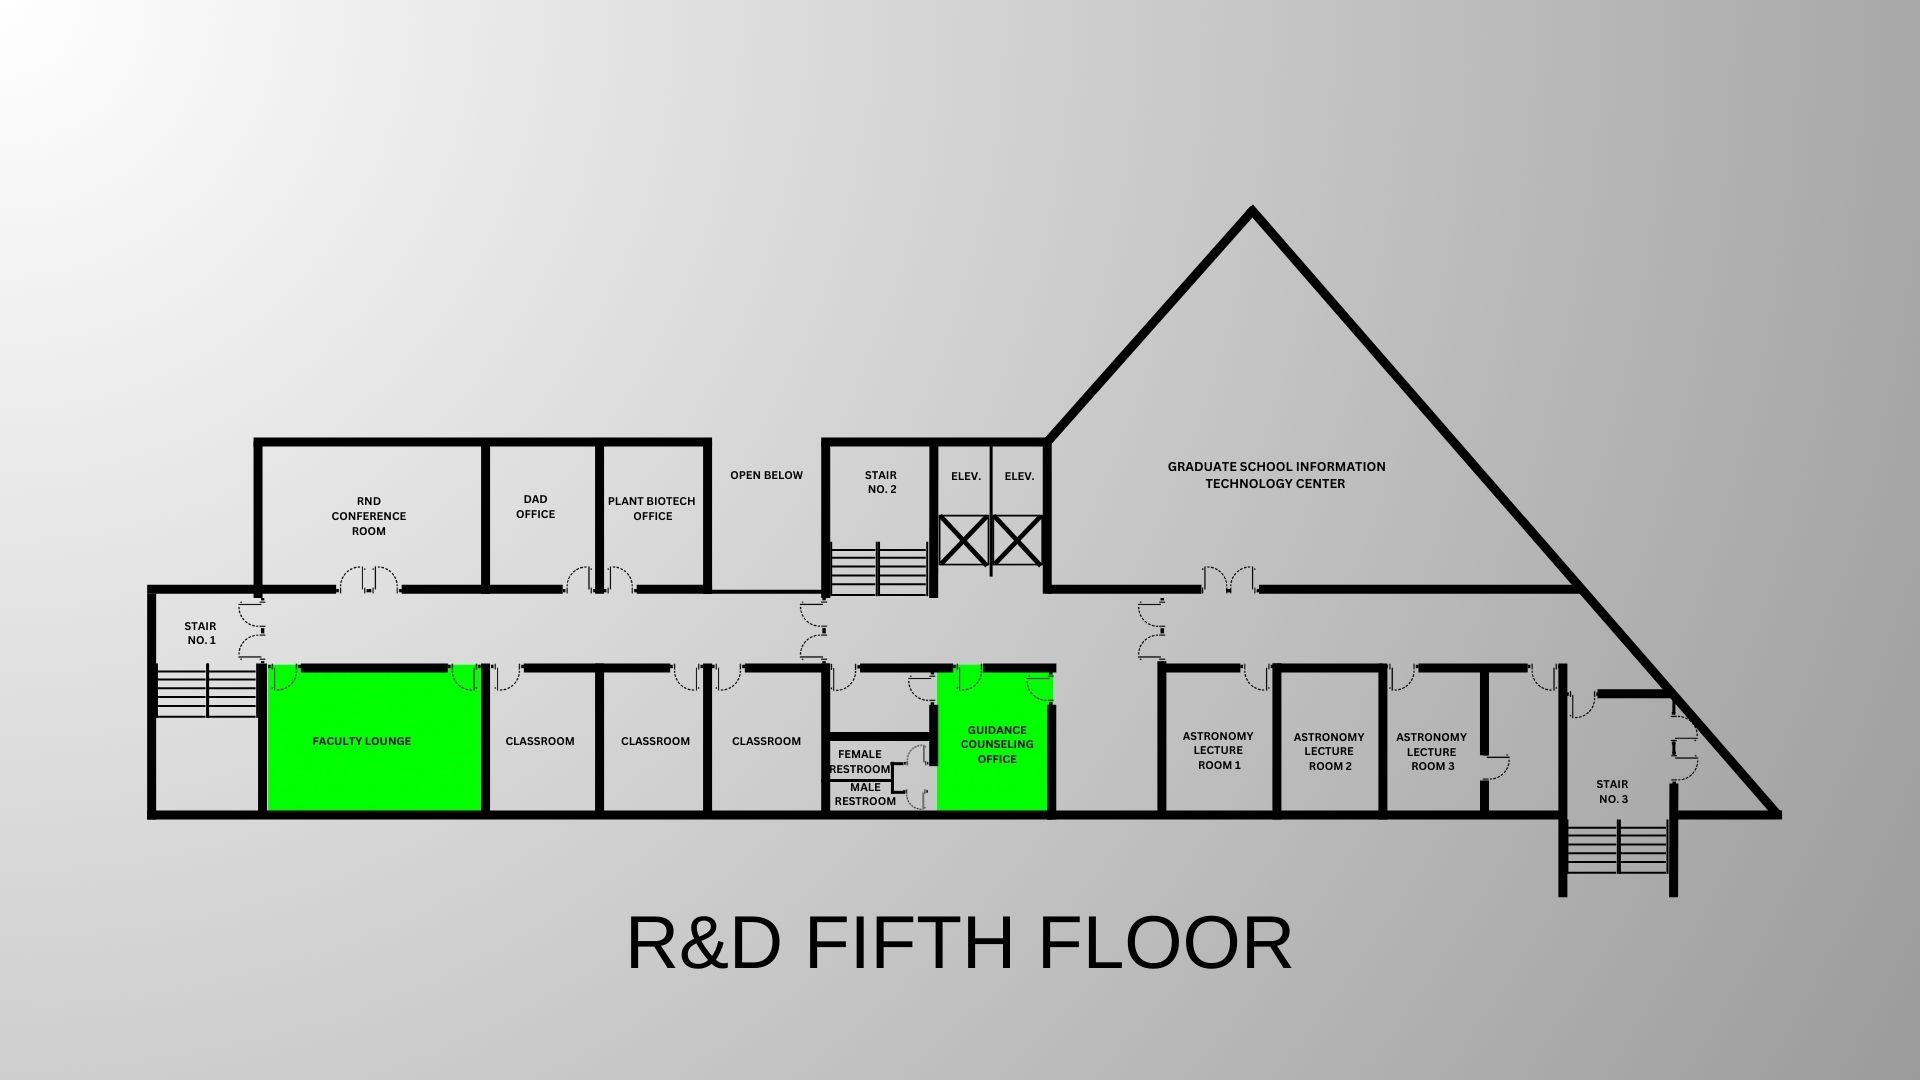 GRADUATE SCHOOL INFORMATION
TECHNOLOGY CENTER
RND
CONFERENCE
ROOM
DAD
OFFICE
PLANT BIOTECH
OFFICE
OPEN BELOW
STAIR
NO. 2
ELEV.
ELEV.
STAIR
NO. 1
FACULTY LOUNGE
CLASSROOM
CLASSROOM
CLASSROOM
FEMALE
RESTROOM
MALE
RESTROOM
GUIDANCE
COUNSELING
OFFICE
ASTRONOMY
LECTURE
ROOM 1
ASTRONOMY
LECTURE
ROOM 2
ASTRONOMY
LECTURE
ROOM 3
STAIR
NO. 3
R&D FIFTH FLOOR